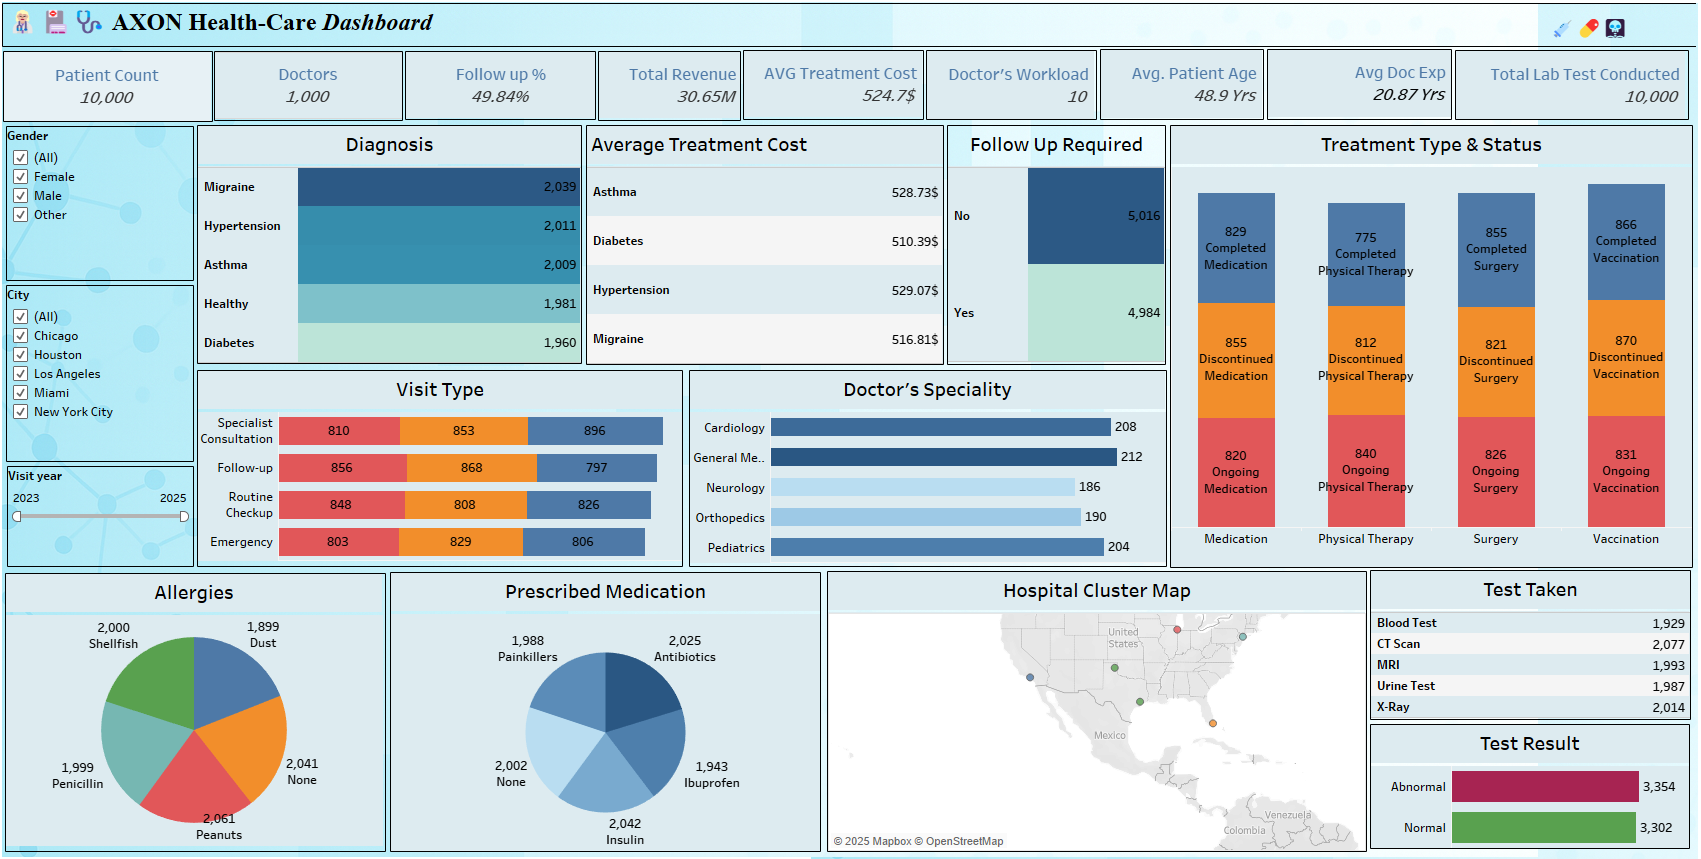 AXON Health-Care Dashboard
Patient Count
10,000
Doctors
1,000
Follow up %
49.84%
Total Revenue
30.65M
AVG Treatment Cost
524.7$
Doctor's Workload
10
Avg. Patient Age
48.9 Yrs
Avg Doc Exp
20.87 Yrs
Total Lab Test Conducted
10,000
Gender
(All)
Female
Male
Other
City
(All)
Chicago
Houston
Los Angeles
Miami
New York City
Visit year
2023 2025
Diagnosis
Migraine 2,039
Hypertension 2,011
Asthma 2,009
Healthy 1,981
Diabetes 1,960
Average Treatment Cost
Asthma 528.73$
Diabetes 510.39$
Hypertension 529.07$
Migraine 516.81$
Follow Up Required
No 5,016
Yes 4,984
Treatment Type & Status
829
Completed
Medication
775
Completed
Physical Therapy
855
Completed
Surgery
866
Completed
Vaccination
855
Discontinued
Medication
812
Discontinued
Physical Therapy
821
Discontinued
Surgery
870
Discontinued
Vaccination
820
Ongoing
Medication
840
Ongoing
Physical Therapy
826
Ongoing
Surgery
831
Ongoing
Vaccination
Medication Physical Therapy Surgery Vaccination
Visit Type
Specialist
Consultation 810 853 896
Follow-up 856 868 797
Routine
Checkup 848 808 826
Emergency 803 829 806
Doctor's Speciality
Cardiology 208
General Me.. 212
Neurology 186
Orthopedics 190
Pediatrics 204
Allergies
2,000
Shellfish
1,899
Dust
1,999
Penicillin
2,041
None
2,061
Peanuts
Prescribed Medication
1,988
Painkillers
2,025
Antibiotics
2,002
None
1,943
Ibuprofen
2,042
Insulin
Hospital Cluster Map
United
States
Mexico
Venezuela
Colombia
© 2025 Mapbox © OpenStreetMap
Test Taken
Blood Test 1,929
CT Scan 2,077
MRI 1,993
Urine Test 1,987
X-Ray 2,014
Test Result
Abnormal 3,354
Normal 3,302